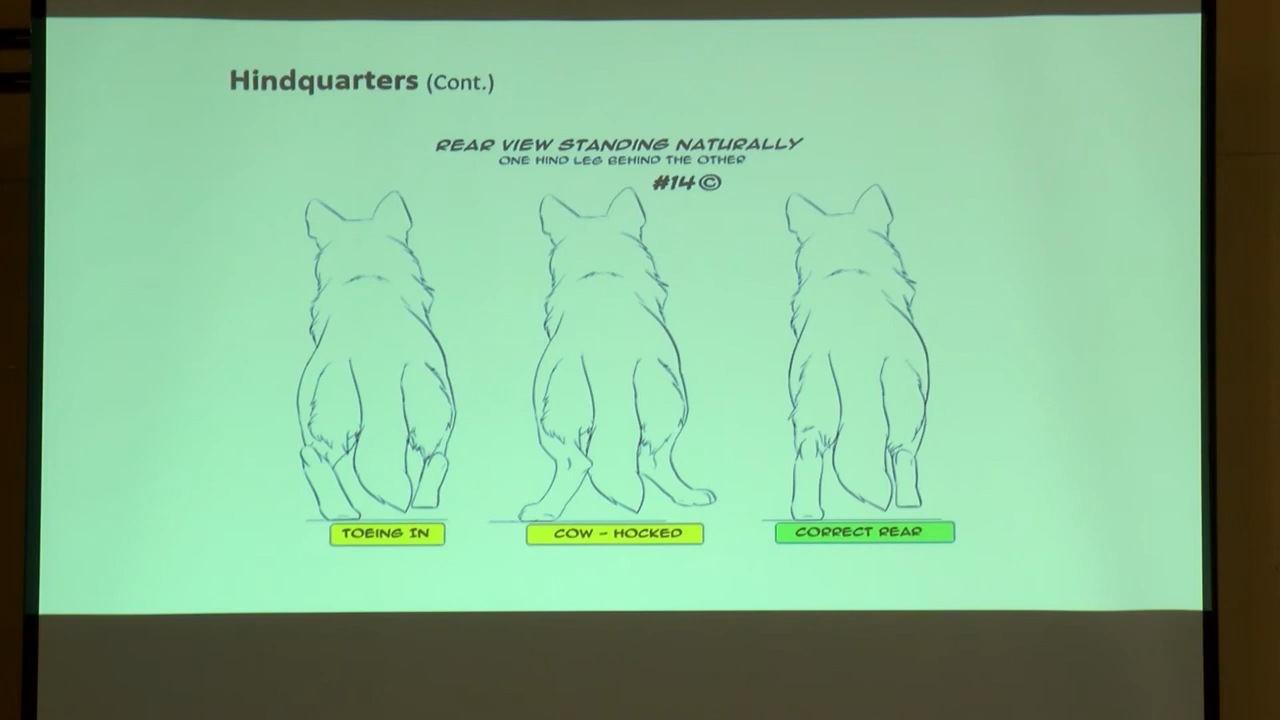 Hindquarters (Cont.)
REAR VIEW STANDING NATURALLY
ONE HIND LEG BEHIND THE OTHER
#14©
TOEING IN
COW - HOCKED
CORRECT REAR